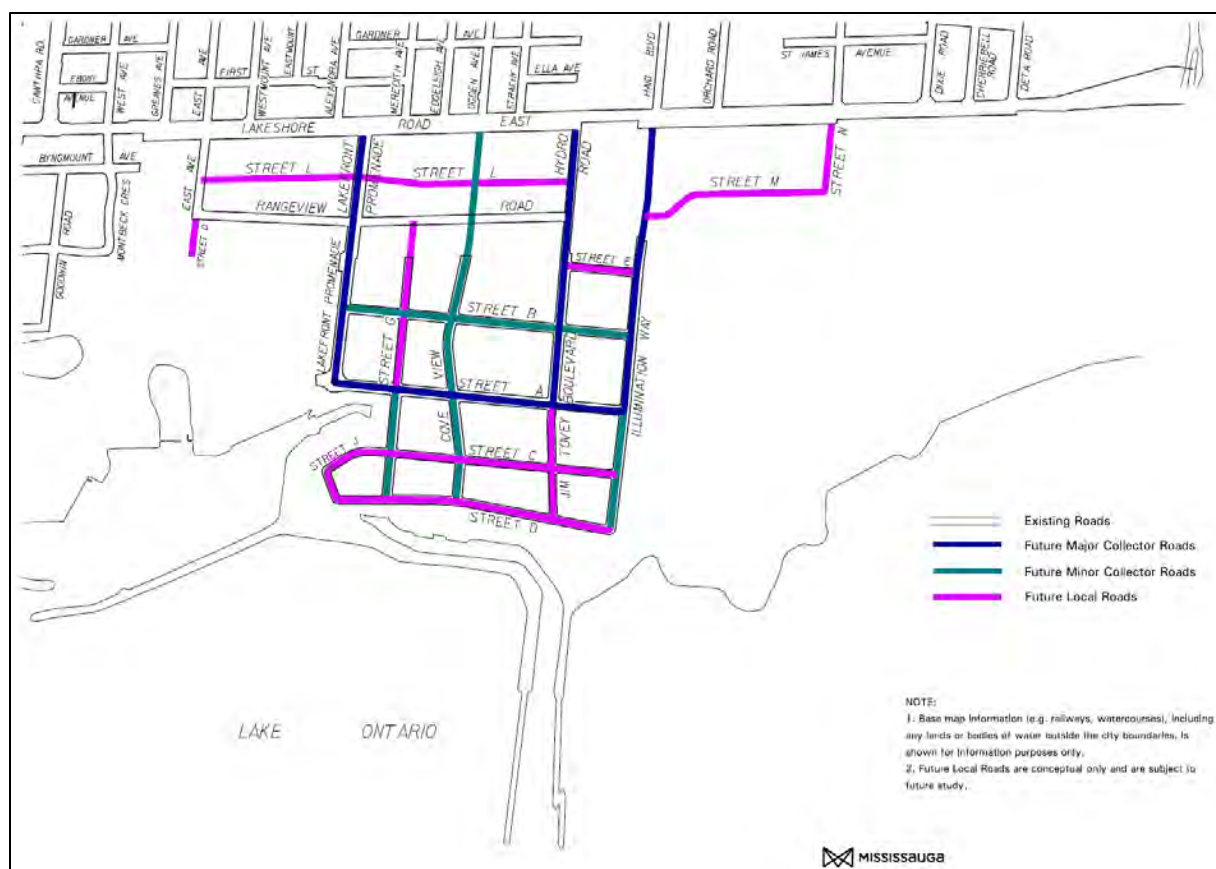 GARDNER AVE
EBONY
AVENUE
CAWTHRA RD.
WEST AVE
GREAVES AVE
EAST AVE
FIRST ST
WESTMOUNT AVE
EASTMOUNT
ALEXANDRA AVE
GARDNER AVE
MEREDITH AVE
EDGELEIGH AVE
OGDEN AVE
STRATHY AVE
ELLA AVE
HAIG BLVD
ORCHARD ROAD
ST JAMES AVENUE
DIXIE ROAD
CHERRIEBELL ROAD
DETA ROAD
LAKESHORE ROAD EAST
BYNGMOUNT AVE
MONTBECK CRES
GOODWIN ROAD
EAST AVE
STREET L
LAKEFRONT PROMENADE
STREET L
HYDRO ROAD
STREET M
STREET N
RANGEVIEW ROAD
STREET O
LAKEFRONT PROMENADE
STREET G
STREET B
COVE VIEW
STREET A
JIM TOVEY BOULEVARD
ILLUMINATION WAY
STREET J
STREET C
STREET D
Existing Roads
Future Major Collector Roads
Future Minor Collector Roads
Future Local Roads
NOTE:
1. Base map information (e.g. railways, watercourses), including
any lands or bodies of water outside the city boundaries, is
shown for information purposes only.
2. Future Local Roads are conceptual only and are subject to
future study.
LAKE ONTARIO
MISSISSAUGA